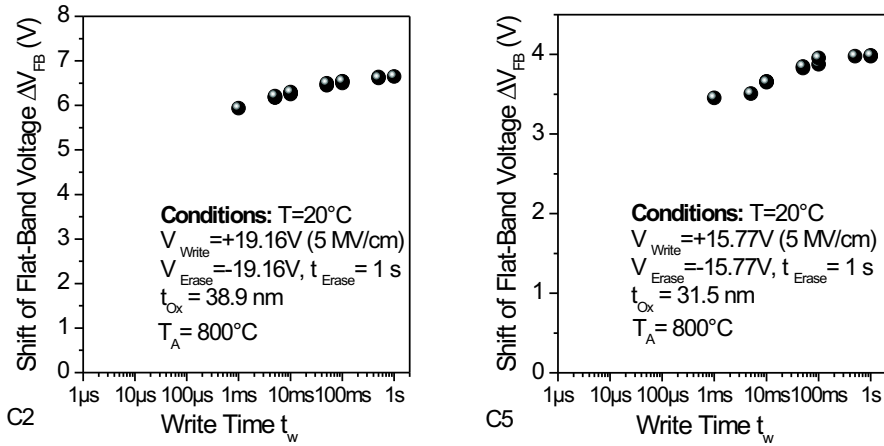 Shift of Flat-Band Voltage ΔV_FB (V)
8
7
6
5
4
3
2
1
0
Conditions: T=20°C
V_Write=+19.16V (5 MV/cm)
V_Erase=-19.16V, t_Erase= 1 s
t_Ox = 38.9 nm
T_A= 800°C
1µs 10µs 100µs 1ms 10ms 100ms 1s
Write Time t_w
C2
Shift of Flat-Band Voltage ΔV_FB (V)
4
3
2
1
0
Conditions: T=20°C
V_Write=+15.77V (5 MV/cm)
V_Erase=-15.77V, t_Erase= 1 s
t_Ox = 31.5 nm
T_A= 800°C
1µs 10µs 100µs 1ms 10ms 100ms 1s
Write Time t_w
C5